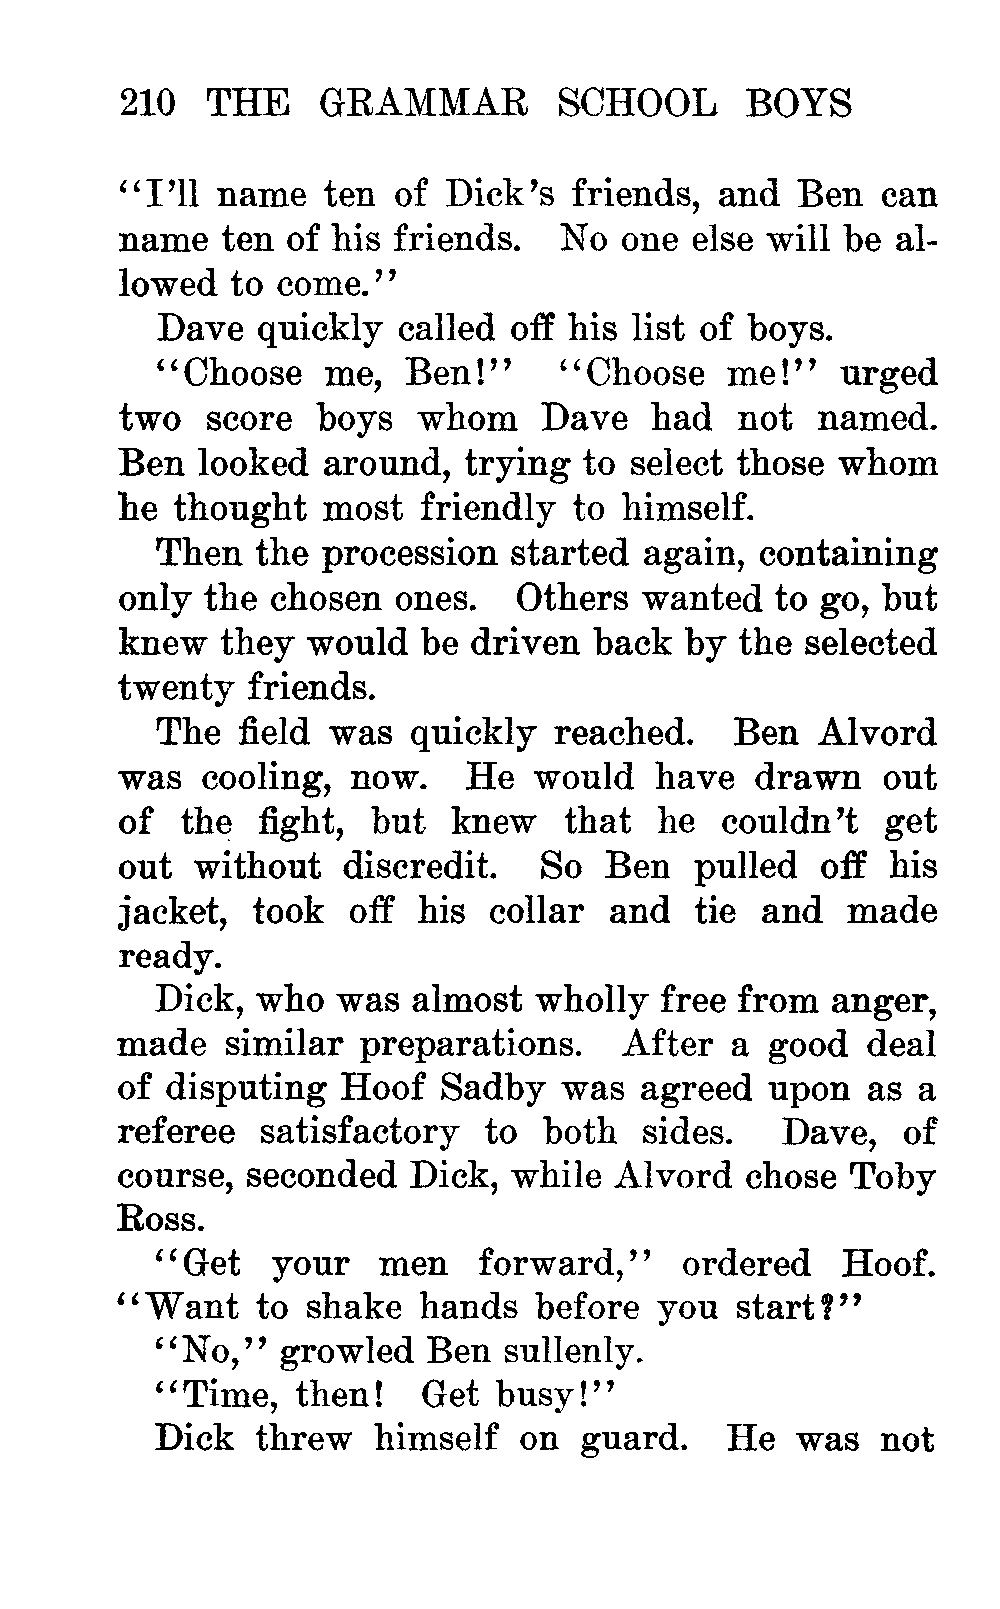 210 THE GRAMMAR SCHOOL BOYS
“I’ll name ten of Dick’s friends, and Ben can
name ten of his friends. No one else will be al-
lowed to come.”
Dave quickly called off his list of boys.
“Choose me, Ben!” “Choose me!” urged
two score boys whom Dave had not named.
Ben looked around, trying to select those whom
he thought most friendly to himself.
Then the procession started again, containing
only the chosen ones. Others wanted to go, but
knew they would be driven back by the selected
twenty friends.
The field was quickly reached. Ben Alvord
was cooling, now. He would have drawn out
of the fight, but knew that he couldn’t get
out without discredit. So Ben pulled off his
jacket, took off his collar and tie and made
ready.
Dick, who was almost wholly free from anger,
made similar preparations. After a good deal
of disputing Hoof Sadby was agreed upon as a
referee satisfactory to both sides. Dave, of
course, seconded Dick, while Alvord chose Toby
Ross.
“Get your men forward,” ordered Hoof.
“Want to shake hands before you start?”
“No,” growled Ben sullenly.
“Time, then! Get busy!”
Dick threw himself on guard. He was not